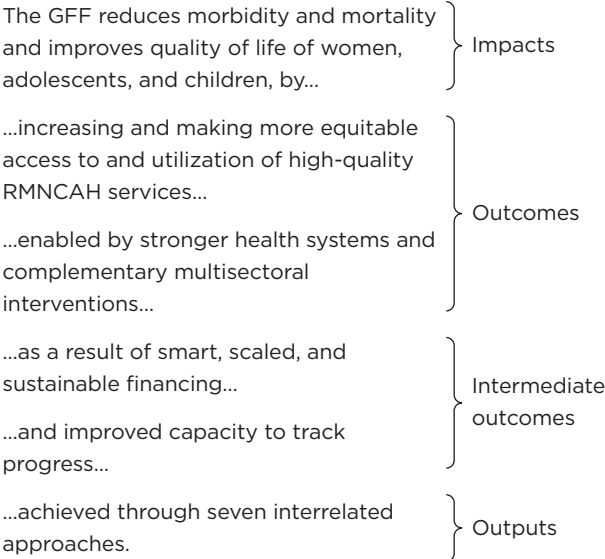 The GFF reduces morbidity and mortality
and improves quality of life of women,
adolescents, and children, by...
Impacts
...increasing and making more equitable
access to and utilization of high-quality
RMNCAH services...
...enabled by stronger health systems and
complementary multisectoral
interventions...
Outcomes
...as a result of smart, scaled, and
sustainable financing...
...and improved capacity to track
progress...
Intermediate
outcomes
...achieved through seven interrelated
approaches.
Outputs